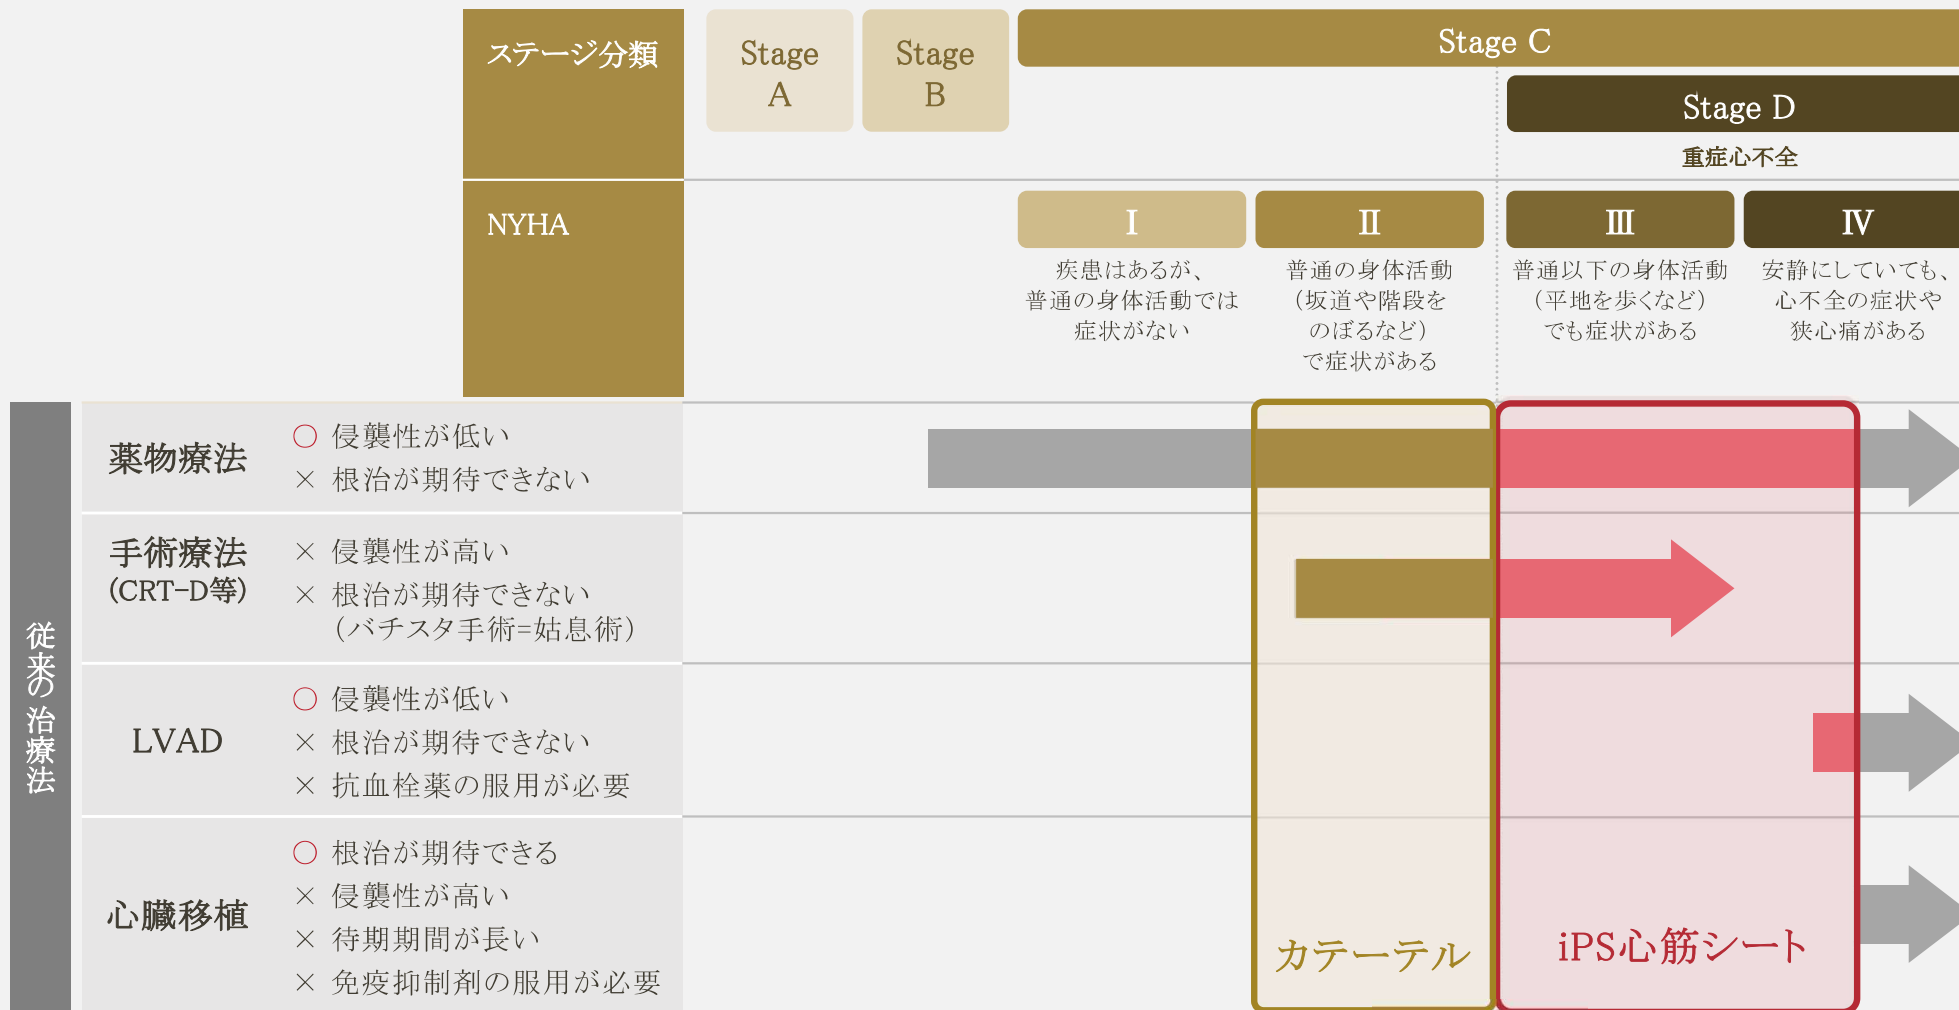 ステージ分類
Stage
A
Stage
B
Stage C
Stage D
重症心不全
NYHA
Ⅰ
Ⅱ
Ⅲ
Ⅳ
疾患はあるが、
普通の身体活動では
症状がない
普通の身体活動
（坂道や階段を
のぼるなど）
で症状がある
普通以下の身体活動
（平地を歩くなど）
でも症状がある
安静にしていても、
心不全の症状や
狭心痛がある
従来の治療法
薬物療法
○ 侵襲性が低い
× 根治が期待できない
手術療法
(CRT-D等)
× 侵襲性が高い
× 根治が期待できない
（バチスタ手術=姑息術）
LVAD
○ 侵襲性が低い
× 根治が期待できない
× 抗血栓薬の服用が必要
心臓移植
○ 根治が期待できる
× 侵襲性が高い
× 待期期間が長い
× 免疫抑制剤の服用が必要
カテーテル
iPS心筋シート